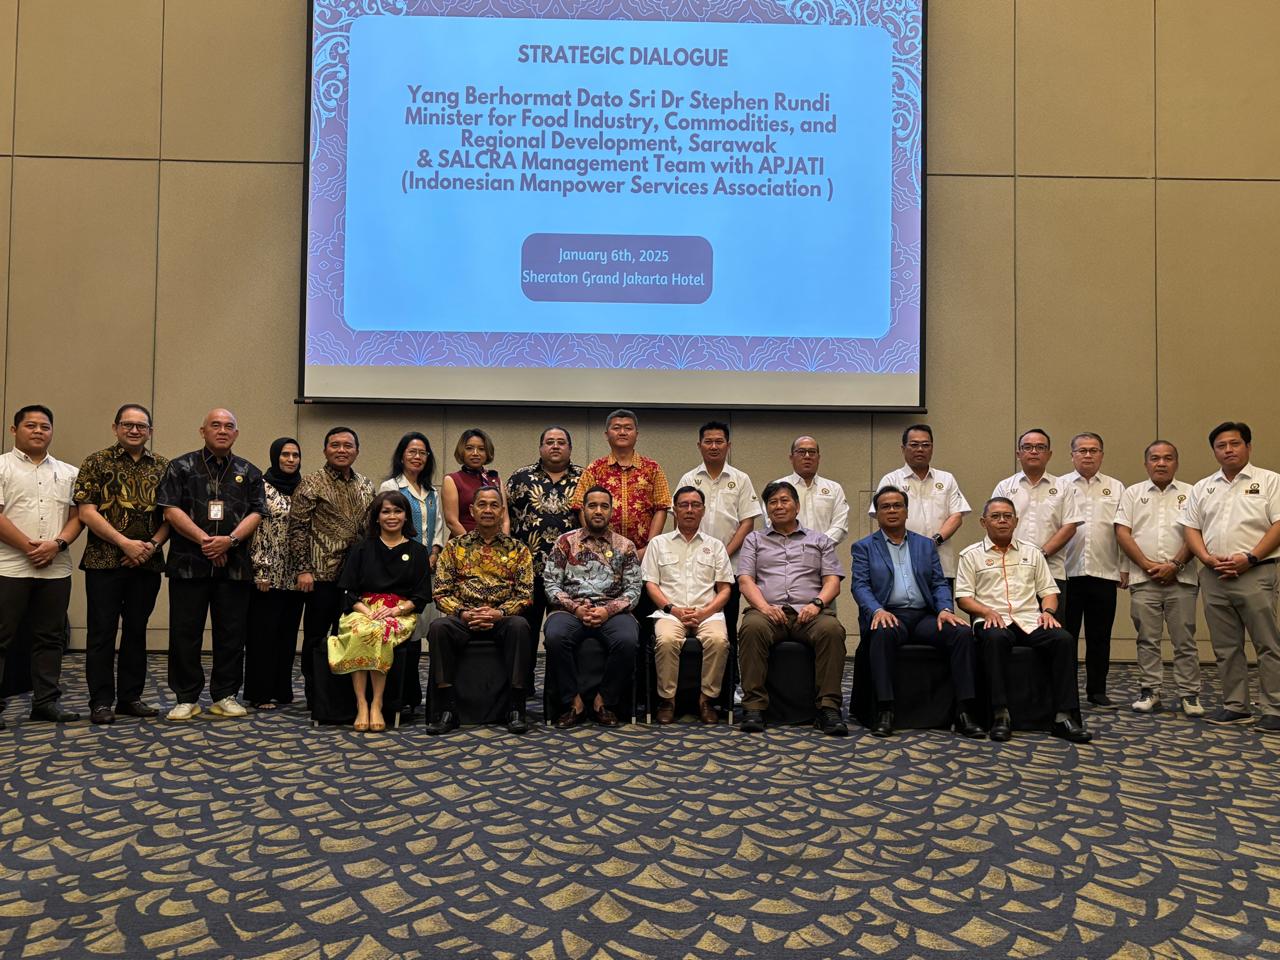 STRATEGIC DIALOGUE
Yang Berhormat Dato Sri Dr Stephen Rundi
Minister for Food Industry, Commodities, and
Regional Development, Sarawak
& SALCRA Management Team with APJATI
(Indonesian Manpower Services Association )
January 6th, 2025
Sheraton Grand Jakarta Hotel